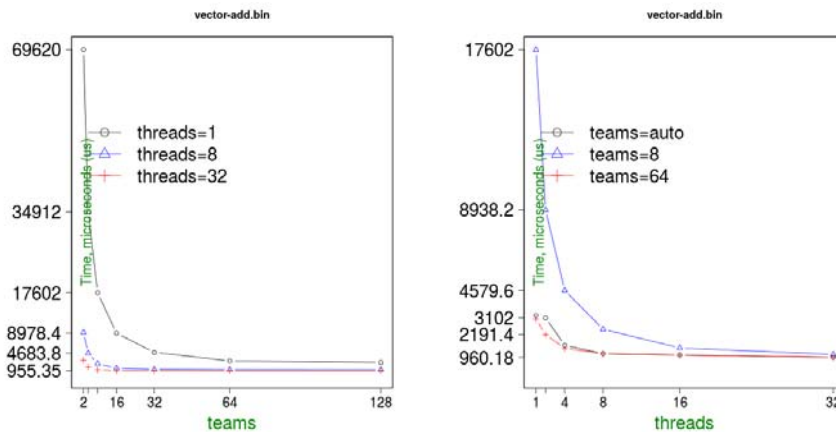 vector-add.bin
69620
34912
17602
8978.4
4683.8
955.35
Time, microseconds (us)
threads=1
threads=8
threads=32
2 16 32 64 128
teams
vector-add.bin
17602
8938.2
4579.6
3102
2191.4
960.18
Time, microseconds (us)
teams=auto
teams=8
teams=64
1 4 8 16 32
threads